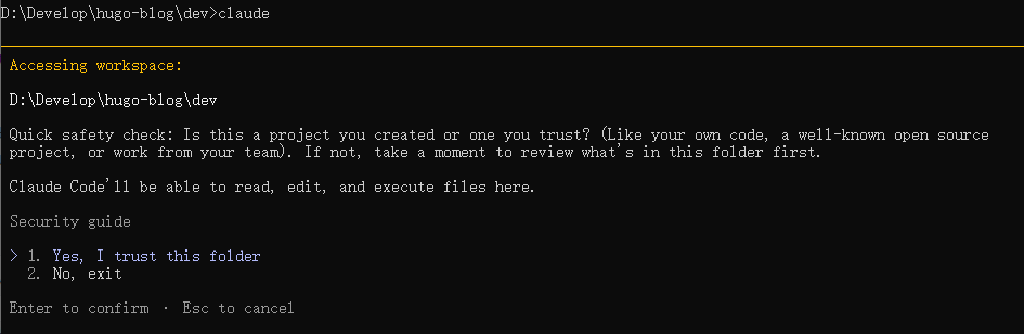 D:\Develop\hugo-blog\dev>claude
Accessing workspace:
D:\Develop\hugo-blog\dev
Quick safety check: Is this a project you created or one you trust? (Like your own code, a well-known open source
project, or work from your team). If not, take a moment to review what's in this folder first.
Claude Code'll be able to read, edit, and execute files here.
Security guide
> 1. Yes, I trust this folder
2. No, exit
Enter to confirm · Esc to cancel